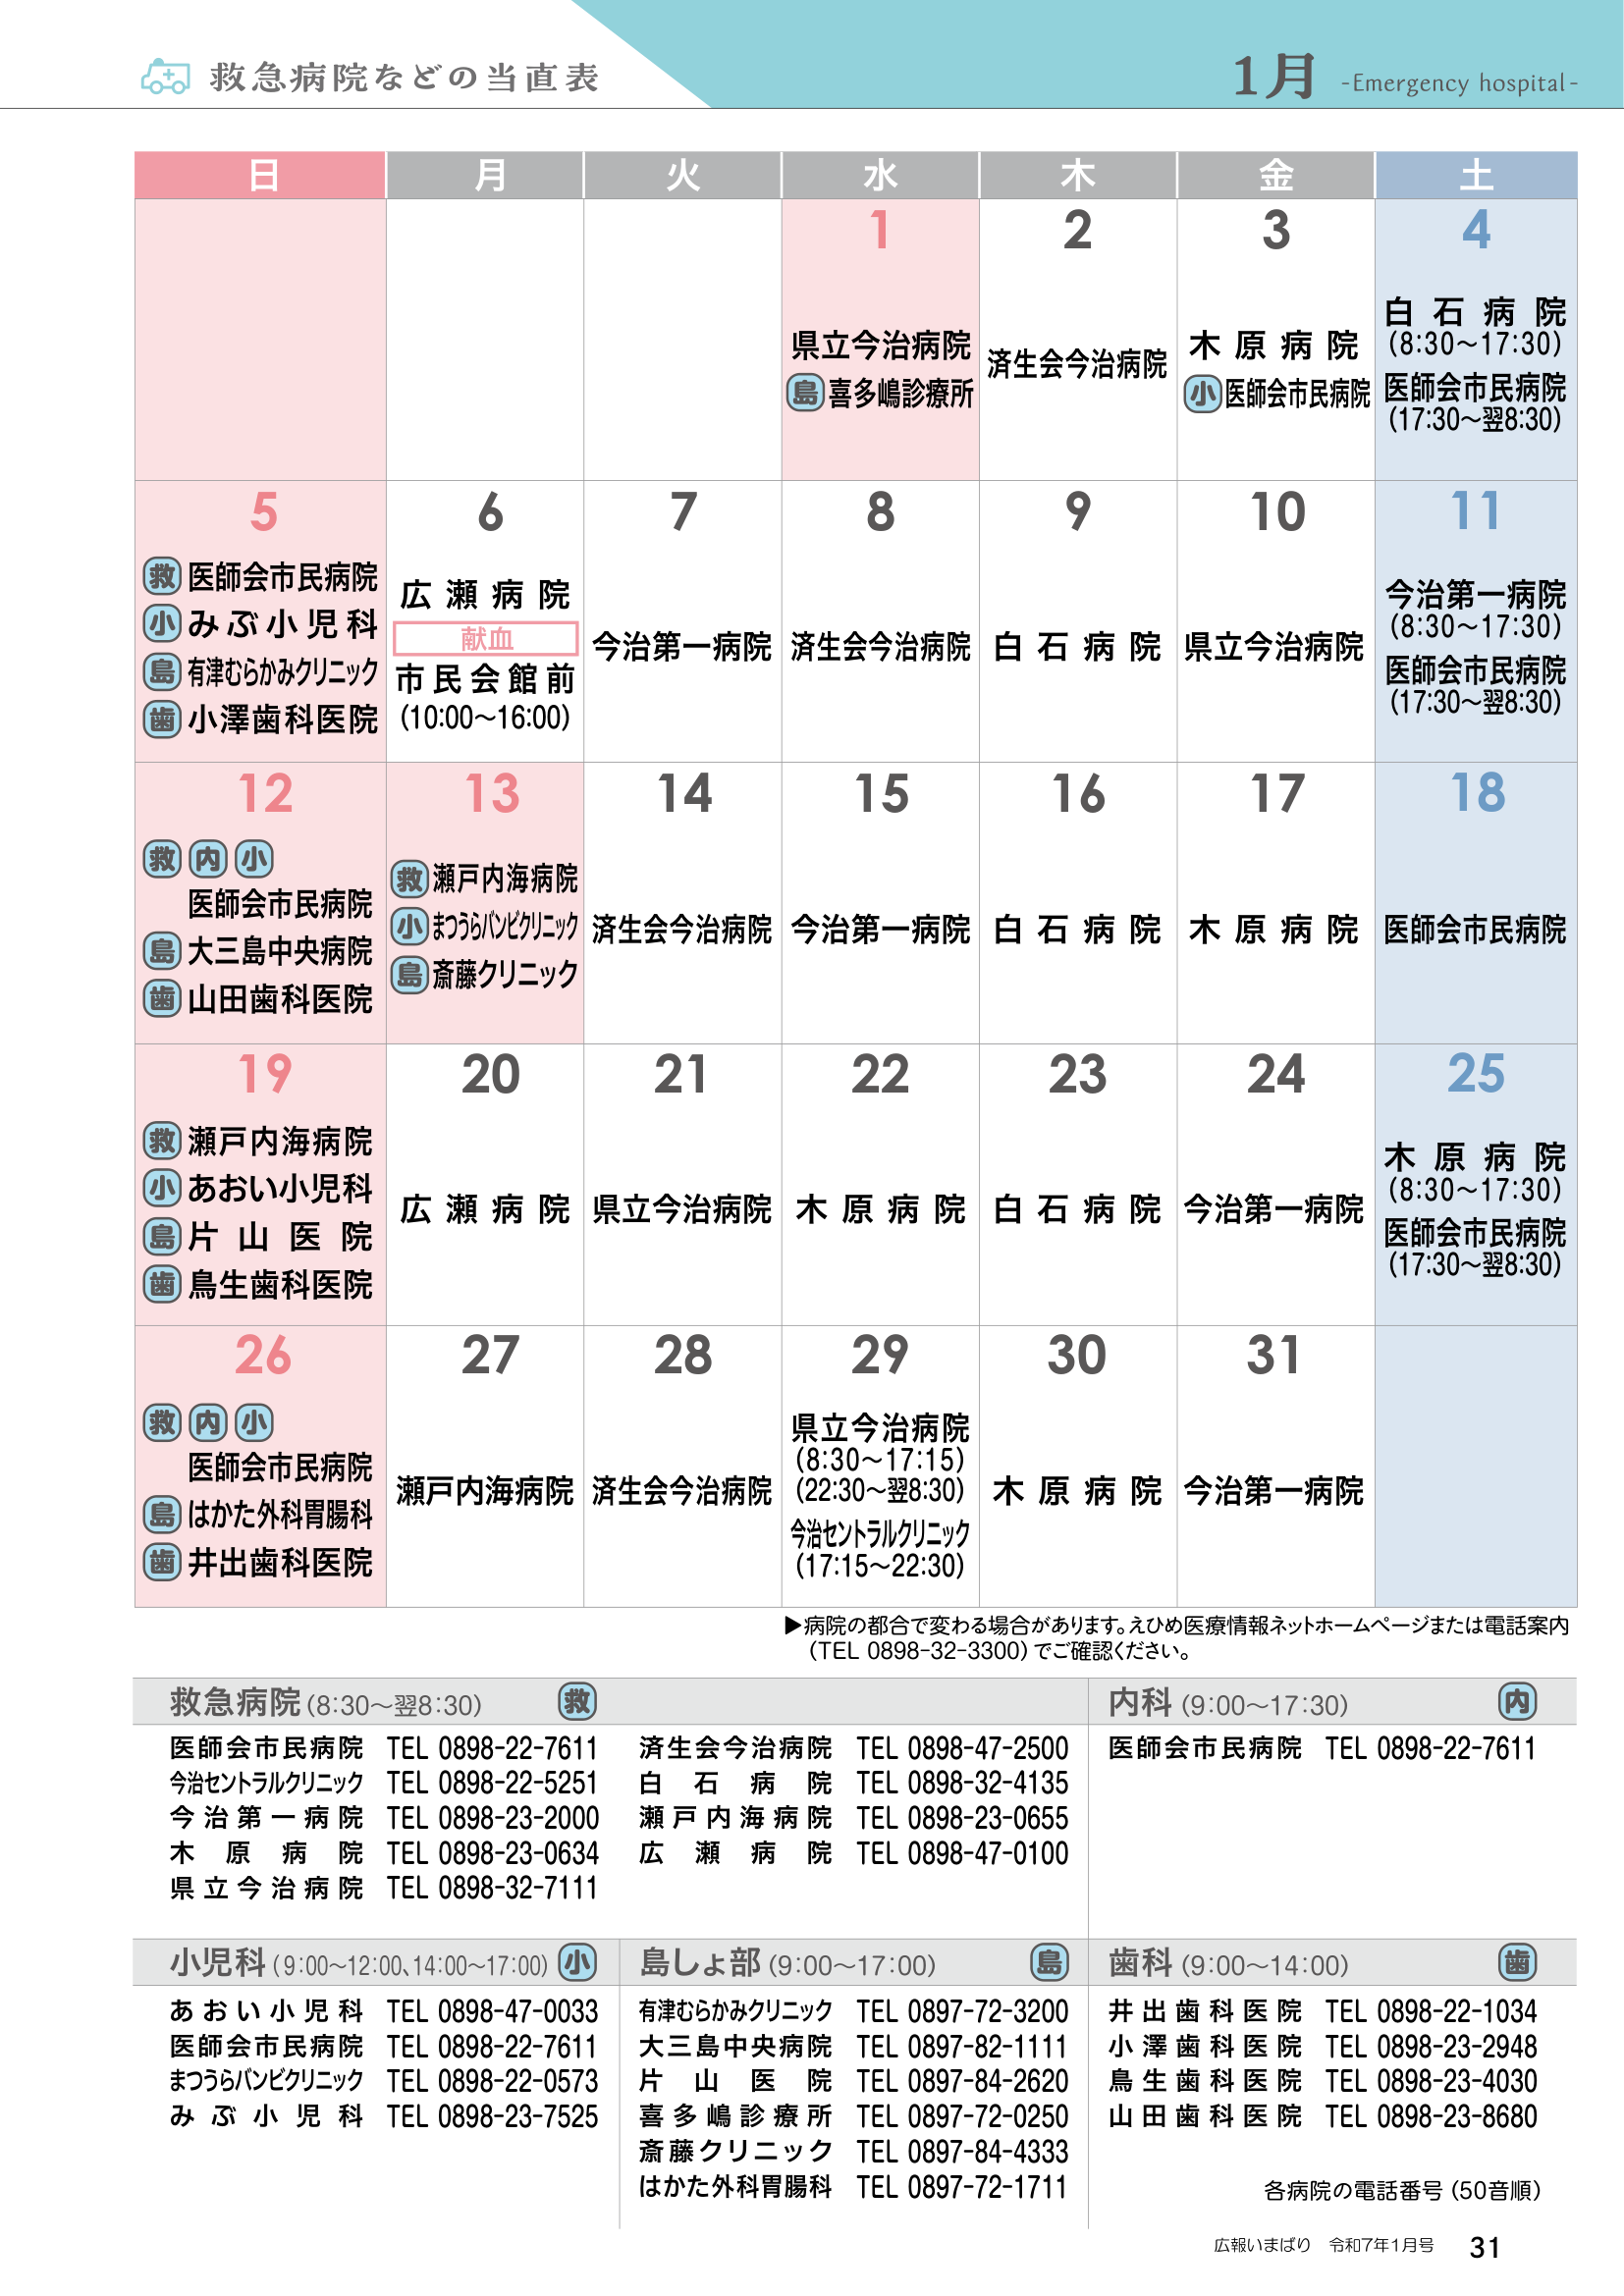 救急病院などの当直表
1月 -Emergency hospital-
日 月 火 水 木 金 土
1
県立今治病院
島 喜多嶋診療所
2
済生会今治病院
3
木原病院
小 医師会市民病院
4
白石病院
(8:30～17:30)
医師会市民病院
(17:30～翌8:30)
5
救 医師会市民病院
小 みぶ小児科
島 有津むらかみクリニック
歯 小澤歯科医院
6
広瀬病院
献血
市民会館前
(10:00～16:00)
7
今治第一病院
8
済生会今治病院
9
白石病院
10
県立今治病院
11
今治第一病院
(8:30～17:30)
医師会市民病院
(17:30～翌8:30)
12
救 内 小
医師会市民病院
島 大三島中央病院
歯 山田歯科医院
13
救 瀬戸内海病院
小 まつうらバンビクリニック
島 斎藤クリニック
14
済生会今治病院
15
今治第一病院
16
白石病院
17
木原病院
18
医師会市民病院
19
救 瀬戸内海病院
小 あおい小児科
島 片山医院
歯 鳥生歯科医院
20
広瀬病院
21
県立今治病院
22
木原病院
23
白石病院
24
今治第一病院
25
木原病院
(8:30～17:30)
医師会市民病院
(17:30～翌8:30)
26
救 内 小
医師会市民病院
島 はかた外科胃腸科
歯 井出歯科医院
27
瀬戸内海病院
28
済生会今治病院
29
県立今治病院
(8:30～17:15)
(22:30～翌8:30)
今治セントラルクリニック
(17:15～22:30)
30
木原病院
31
今治第一病院
▶病院の都合で変わる場合があります。えひめ医療情報ネットホームページまたは電話案内
(TEL 0898-32-3300)でご確認ください。
救急病院(8:30～翌8:30) 救
医師会市民病院 TEL 0898-22-7611
今治セントラルクリニック TEL 0898-22-5251
今治第一病院 TEL 0898-23-2000
木原病院 TEL 0898-23-0634
県立今治病院 TEL 0898-32-7111
済生会今治病院 TEL 0898-47-2500
白石病院 TEL 0898-32-4135
瀬戸内海病院 TEL 0898-23-0655
広瀬病院 TEL 0898-47-0100
内科(9:00～17:30) 内
医師会市民病院 TEL 0898-22-7611
小児科(9:00～12:00、14:00～17:00) 小
あおい小児科 TEL 0898-47-0033
医師会市民病院 TEL 0898-22-7611
まつうらバンビクリニック TEL 0898-22-0573
みぶ小児科 TEL 0898-23-7525
島しょ部(9:00～17:00) 島
有津むらかみクリニック TEL 0897-72-3200
大三島中央病院 TEL 0897-82-1111
片山医院 TEL 0897-84-2620
喜多嶋診療所 TEL 0897-72-0250
斎藤クリニック TEL 0897-84-4333
はかた外科胃腸科 TEL 0897-72-1711
歯科(9:00～14:00) 歯
井出歯科医院 TEL 0898-22-1034
小澤歯科医院 TEL 0898-23-2948
鳥生歯科医院 TEL 0898-23-4030
山田歯科医院 TEL 0898-23-8680
各病院の電話番号(50音順)
広報いまばり 令和7年1月号 31